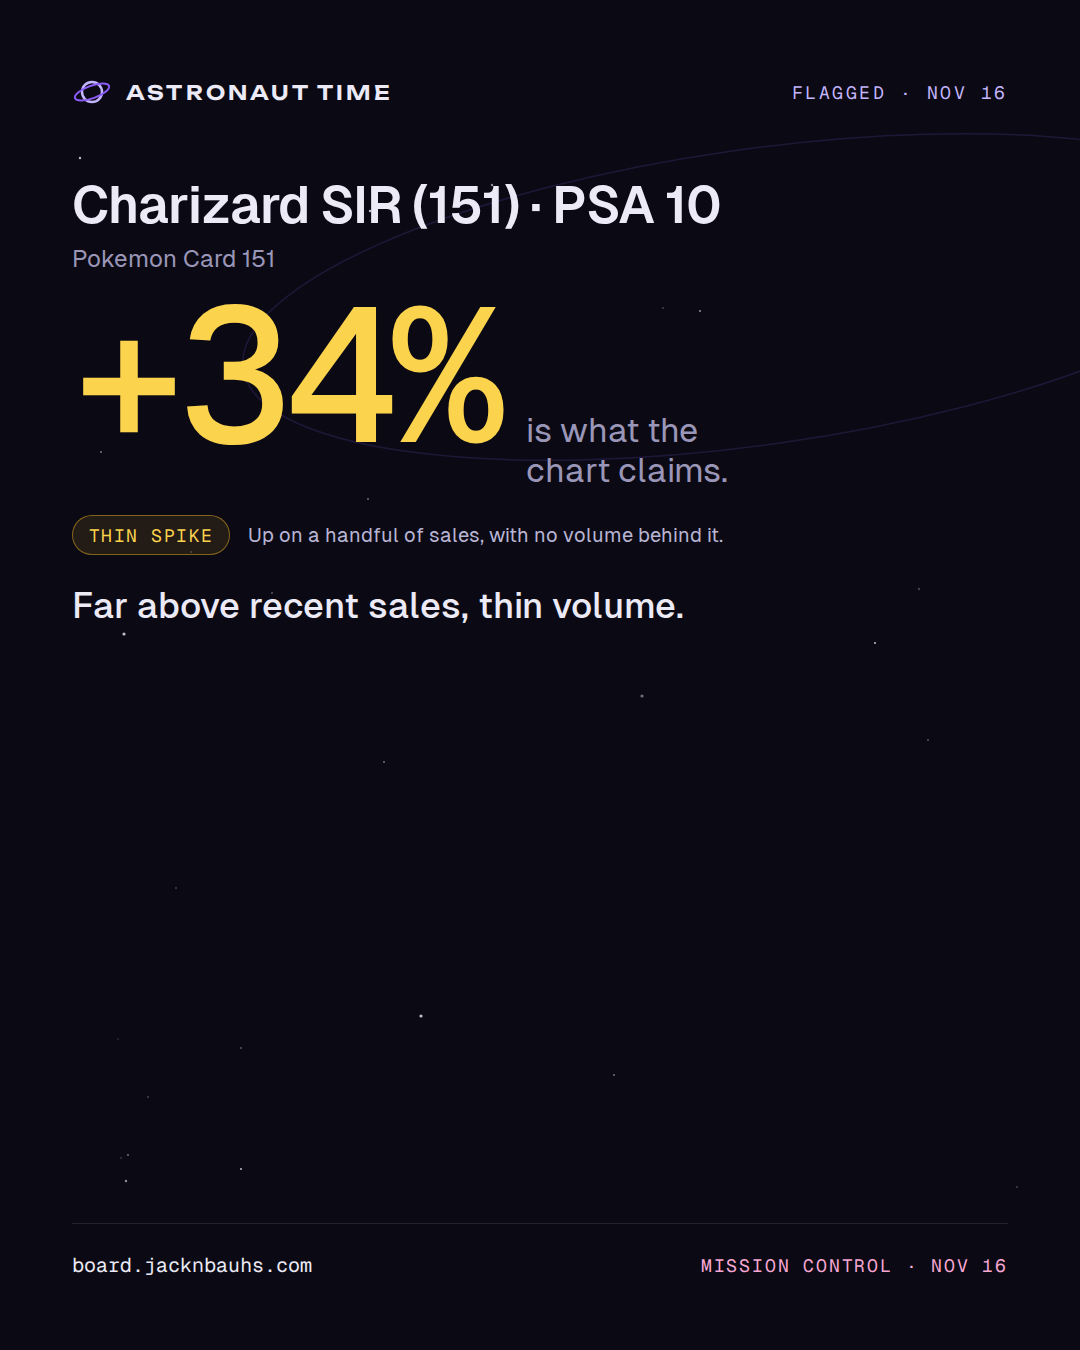 ASTRONAUT TIME
FLAGGED · NOV 16
Charizard SIR (151) · PSA 10
Pokemon Card 151
+34%
is what the
chart claims.
THIN SPIKE
Up on a handful of sales, with no volume behind it.
Far above recent sales, thin volume.
board.jacknbauhs.com
MISSION CONTROL · NOV 16